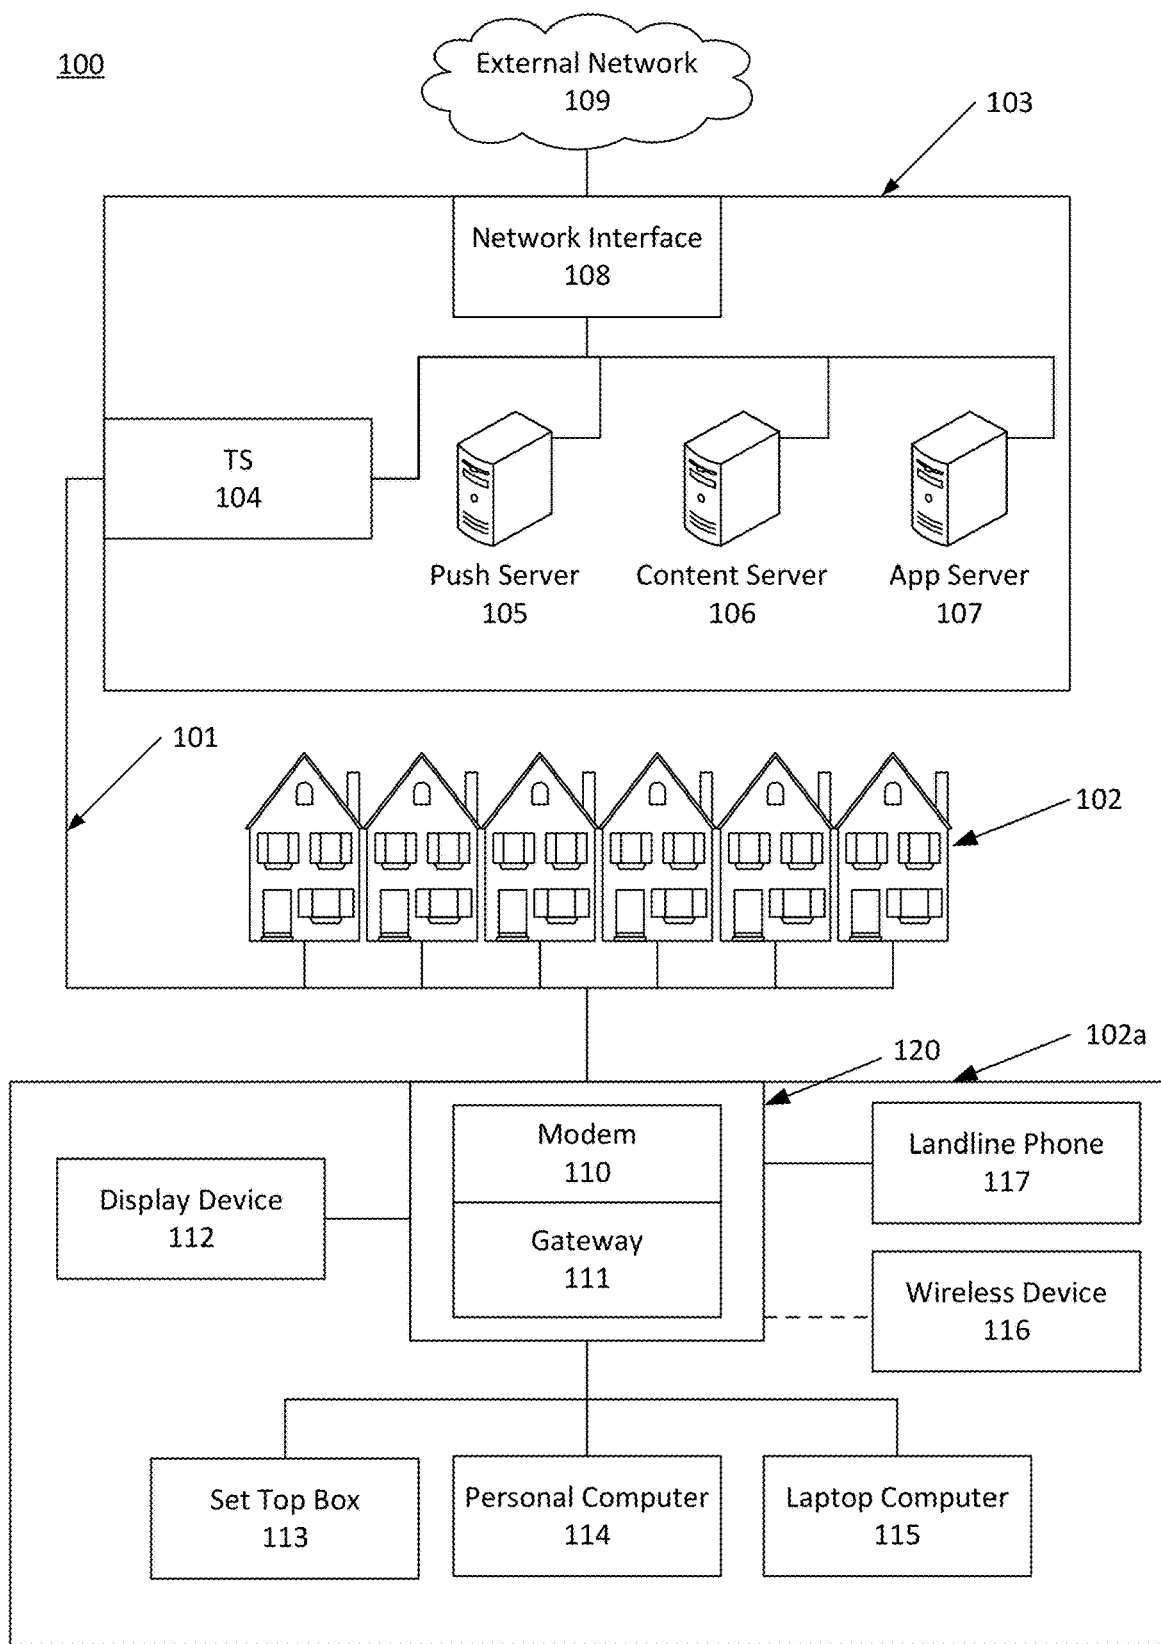 100
External Network
109
103
Network Interface
108
TS
104
Push Server
105
Content Server
106
App Server
107
101
102
120
102a
Modem
110
Gateway
111
Display Device
112
Landline Phone
117
Wireless Device
116
Set Top Box
113
Personal Computer
114
Laptop Computer
115